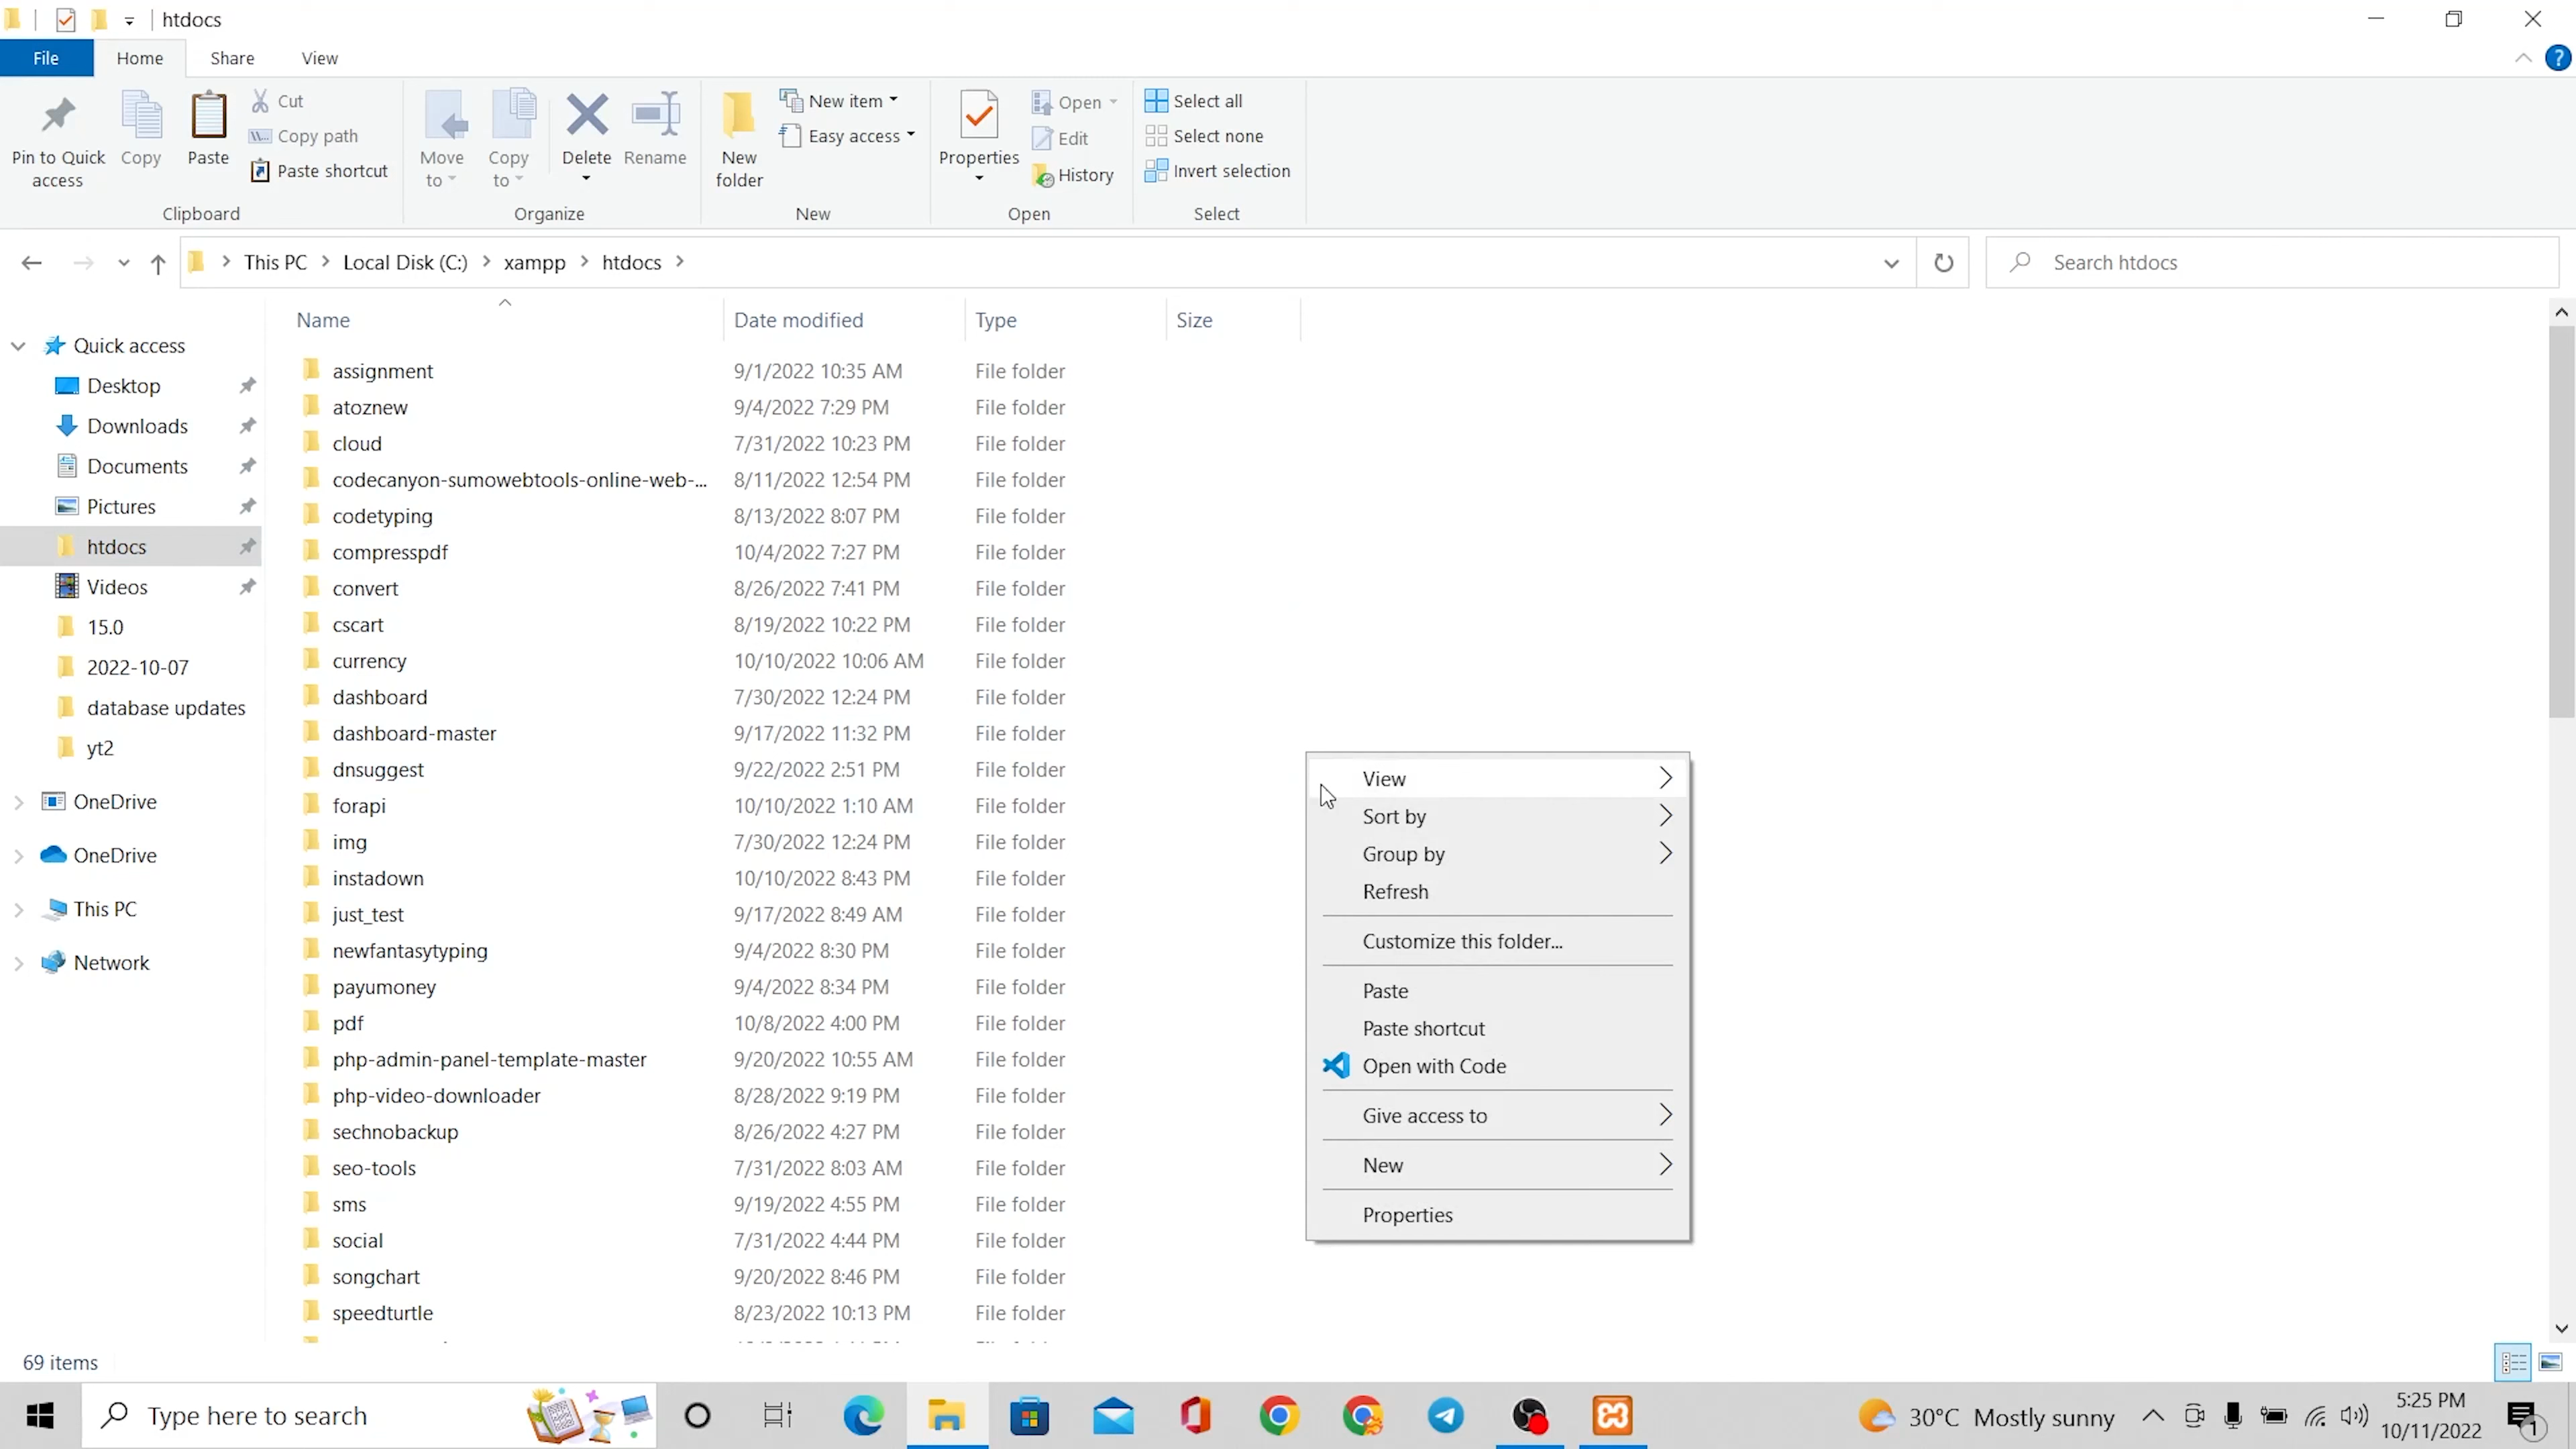 htdocs
File Home Share View
Pin to Quick access
Copy
Paste
Cut
Copy path
Paste shortcut
Clipboard
Move to
Copy to
Delete
Rename
Organize
New folder
New item
Easy access
New
Properties
Open
Edit
History
Open
Select all
Select none
Invert selection
Select
This PC Local Disk (C:) xampp htdocs
Search htdocs
Name Date modified Type Size
Quick access
Desktop
Downloads
Documents
Pictures
htdocs
Videos
15.0
2022-10-07
database updates
yt2
OneDrive
OneDrive
This PC
Network
assignment 9/1/2022 10:35 AM File folder
atoznew 9/4/2022 7:29 PM File folder
cloud 7/31/2022 10:23 PM File folder
codecanyon-sumowebtools-online-web-... 8/11/2022 12:54 PM File folder
codetyping 8/13/2022 8:07 PM File folder
compresspdf 10/4/2022 7:27 PM File folder
convert 8/26/2022 7:41 PM File folder
cscart 8/19/2022 10:22 PM File folder
currency 10/10/2022 10:06 AM File folder
dashboard 7/30/2022 12:24 PM File folder
dashboard-master 9/17/2022 11:32 PM File folder
dnsuggest 9/22/2022 2:51 PM File folder
forapi 10/10/2022 1:10 AM File folder
img 7/30/2022 12:24 PM File folder
instadown 10/10/2022 8:43 PM File folder
just_test 9/17/2022 8:49 AM File folder
newfantasytyping 9/4/2022 8:30 PM File folder
payumoney 9/4/2022 8:34 PM File folder
pdf 10/8/2022 4:00 PM File folder
php-admin-panel-template-master 9/20/2022 10:55 AM File folder
php-video-downloader 8/28/2022 9:19 PM File folder
sechnobackup 8/26/2022 4:27 PM File folder
seo-tools 7/31/2022 8:03 AM File folder
sms 9/19/2022 4:55 PM File folder
social 7/31/2022 4:44 PM File folder
songchart 9/20/2022 8:46 PM File folder
speedturtle 8/23/2022 10:13 PM File folder
View
Sort by
Group by
Refresh
Customize this folder...
Paste
Paste shortcut
Open with Code
Give access to
New
Properties
69 items
Type here to search
30°C Mostly sunny
5:25 PM
10/11/2022
1